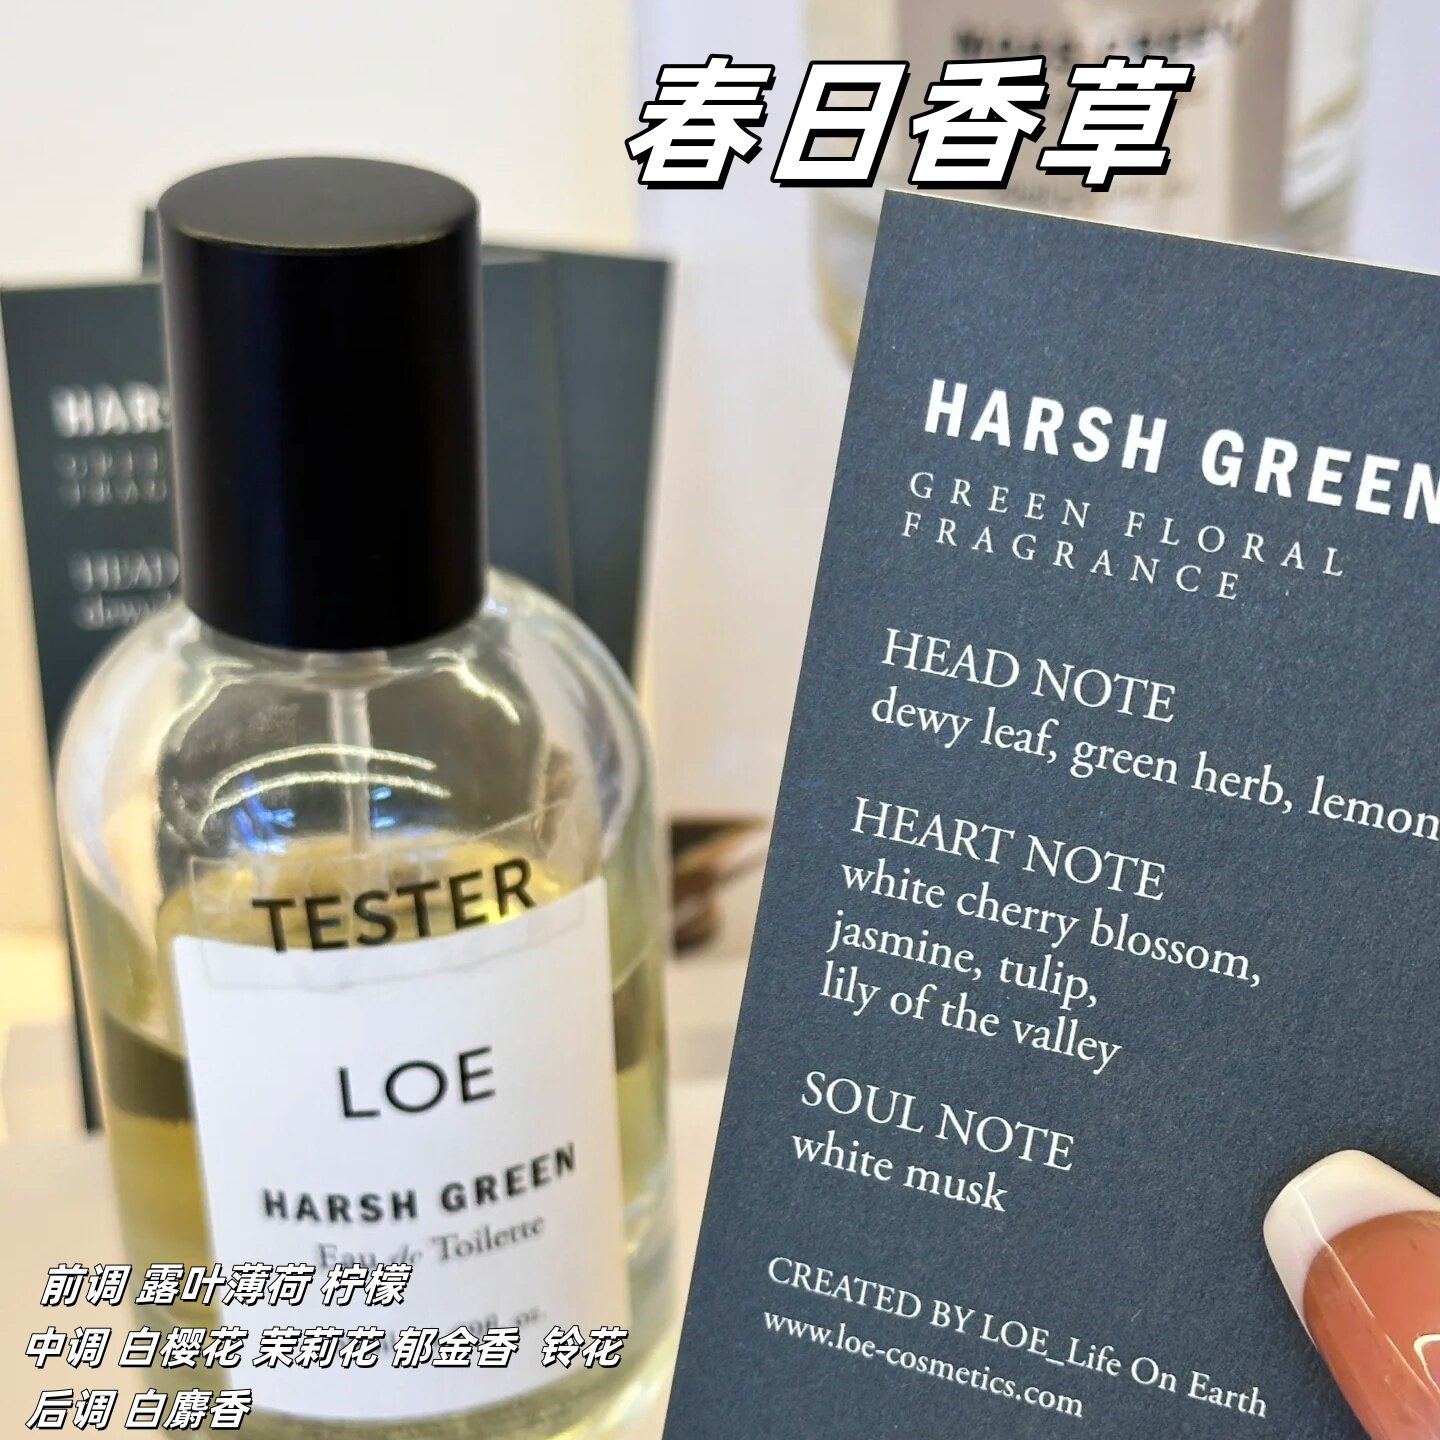 春日香草
HARSH GREEN
GREEN FLORAL
FRAGRANCE
HEAD NOTE
dewy leaf, green herb, lemon
HEART NOTE
white cherry blossom,
jasmine, tulip,
lily of the valley
SOUL NOTE
white musk
CREATED BY LOE_Life On Earth
www.loe-cosmetics.com
TESTER
LOE
HARSH GREEN
Eau de Toilette
前调 露叶薄荷 柠檬
中调 白樱花 茉莉花 郁金香 铃花
后调 白麝香